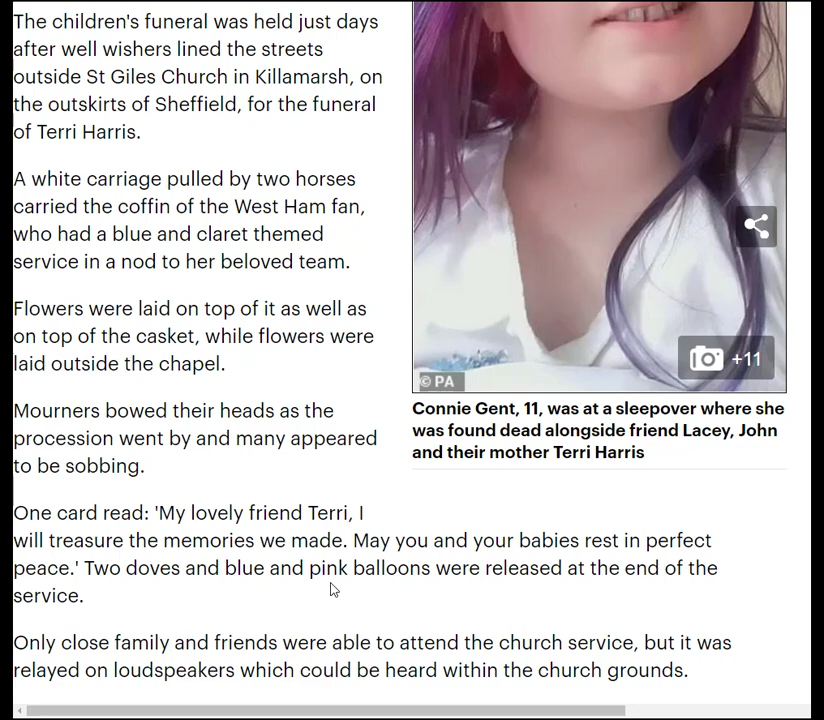 The children's funeral was held just days
after well wishers lined the streets
outside St Giles Church in Killamarsh, on
the outskirts of Sheffield, for the funeral
of Terri Harris.
A white carriage pulled by two horses
carried the coffin of the West Ham fan,
who had a blue and claret themed
service in a nod to her beloved team.
Flowers were laid on top of it as well as
on top of the casket, while flowers were
laid outside the chapel.
Mourners bowed their heads as the
procession went by and many appeared
to be sobbing.
+11
© PA
Connie Gent, 11, was at a sleepover where she
was found dead alongside friend Lacey, John
and their mother Terri Harris
One card read: 'My lovely friend Terri, I
will treasure the memories we made. May you and your babies rest in perfect
peace.' Two doves and blue and pink balloons were released at the end of the
service.
Only close family and friends were able to attend the church service, but it was
relayed on loudspeakers which could be heard within the church grounds.